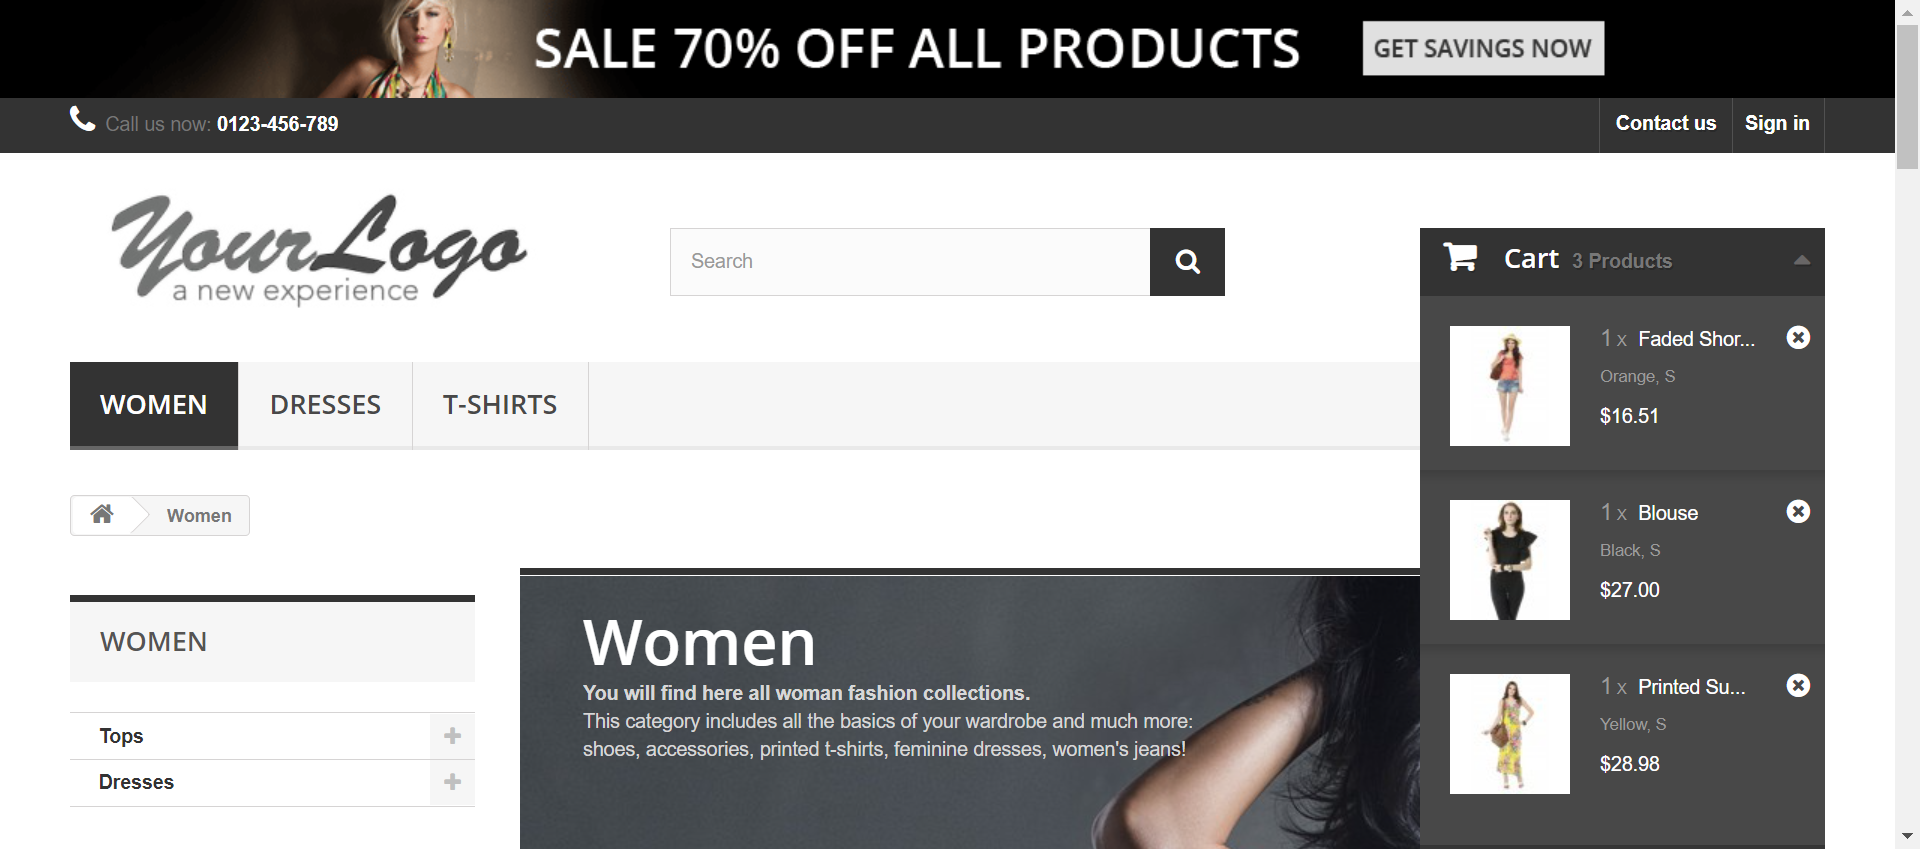 SALE 70% OFF ALL PRODUCTS
GET SAVINGS NOW
Call us now: 0123-456-789
Contact us
Sign in
YourLogo
a new experience
Search
Cart 3 Products
1 x Faded Shor...
Orange, S
$16.51
WOMEN
DRESSES
T-SHIRTS
Women
1 x Blouse
Black, S
$27.00
WOMEN
Tops
Dresses
Women
You will find here all woman fashion collections.
This category includes all the basics of your wardrobe and much more:
shoes, accessories, printed t-shirts, feminine dresses, women's jeans!
1 x Printed Su...
Yellow, S
$28.98